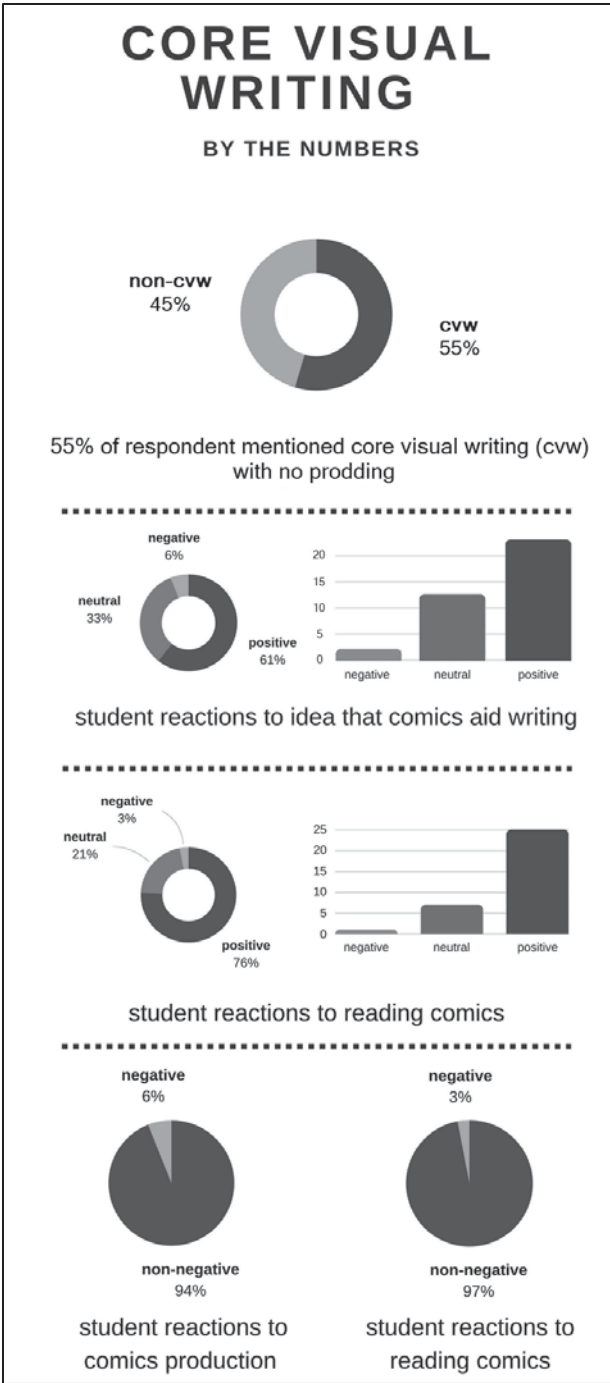 CORE VISUAL
WRITING
BY THE NUMBERS
non-cvw
45%
cvw
55%
55% of respondent mentioned core visual writing (cvw)
with no prodding
negative
6%
neutral
33%
positive
61%
20
15
10
5
0
negative neutral positive
student reactions to idea that comics aid writing
negative
3%
neutral
21%
positive
76%
25
20
15
10
5
0
negative neutral positive
student reactions to reading comics
negative
6%
non-negative
94%
student reactions to
comics production
negative
3%
non-negative
97%
student reactions to
reading comics